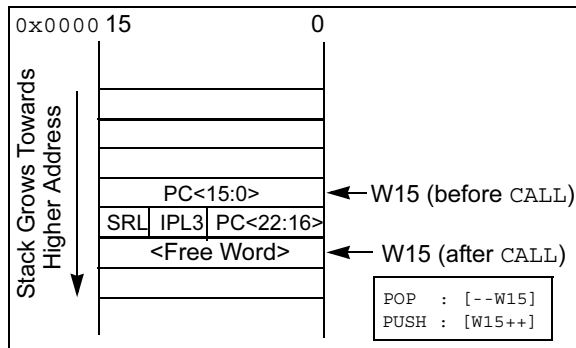 0x0000 15 0
Stack Grows Towards
Higher Address
PC<15:0>
W15 (before CALL)
SRL IPL3 PC<22:16>
<Free Word>
W15 (after CALL)
POP : [--W15]
PUSH : [W15++]